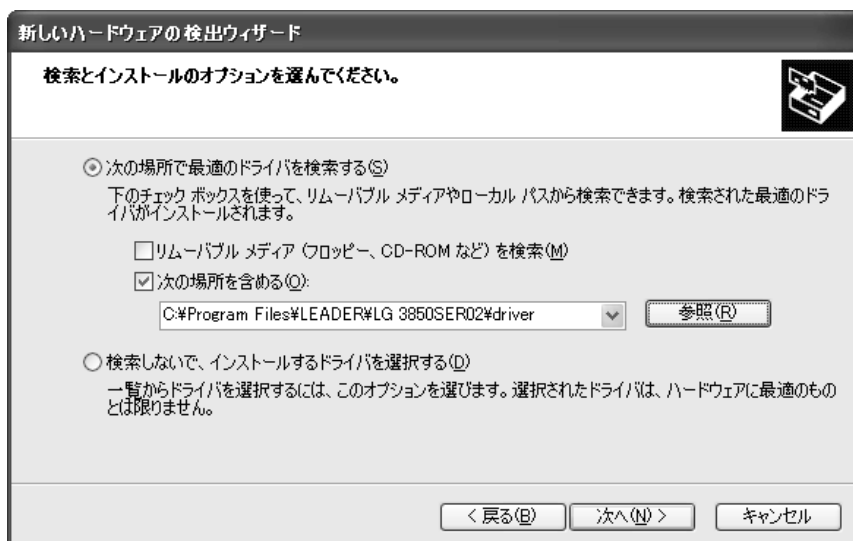 新しいハードウェアの検出ウィザード
検索とインストールのオプションを選んでください。
次の場所で最適のドライバを検索する(S)
下のチェック ボックスを使って、リムーバブル メディアやローカル パスから検索できます。検索された最適のドラ
イバがインストールされます。
リムーバブル メディア (フロッピー、CD-ROM など) を検索(M)
次の場所を含める(O):
C:¥Program Files¥LEADER¥LG 3850SER02¥driver
参照(R)
検索しないで、インストールするドライバを選択する(D)
一覧からドライバを選択するには、このオプションを選びます。選択されたドライバは、ハードウェアに最適のもの
とは限りません。
< 戻る(B)
次へ(N) >
キャンセル